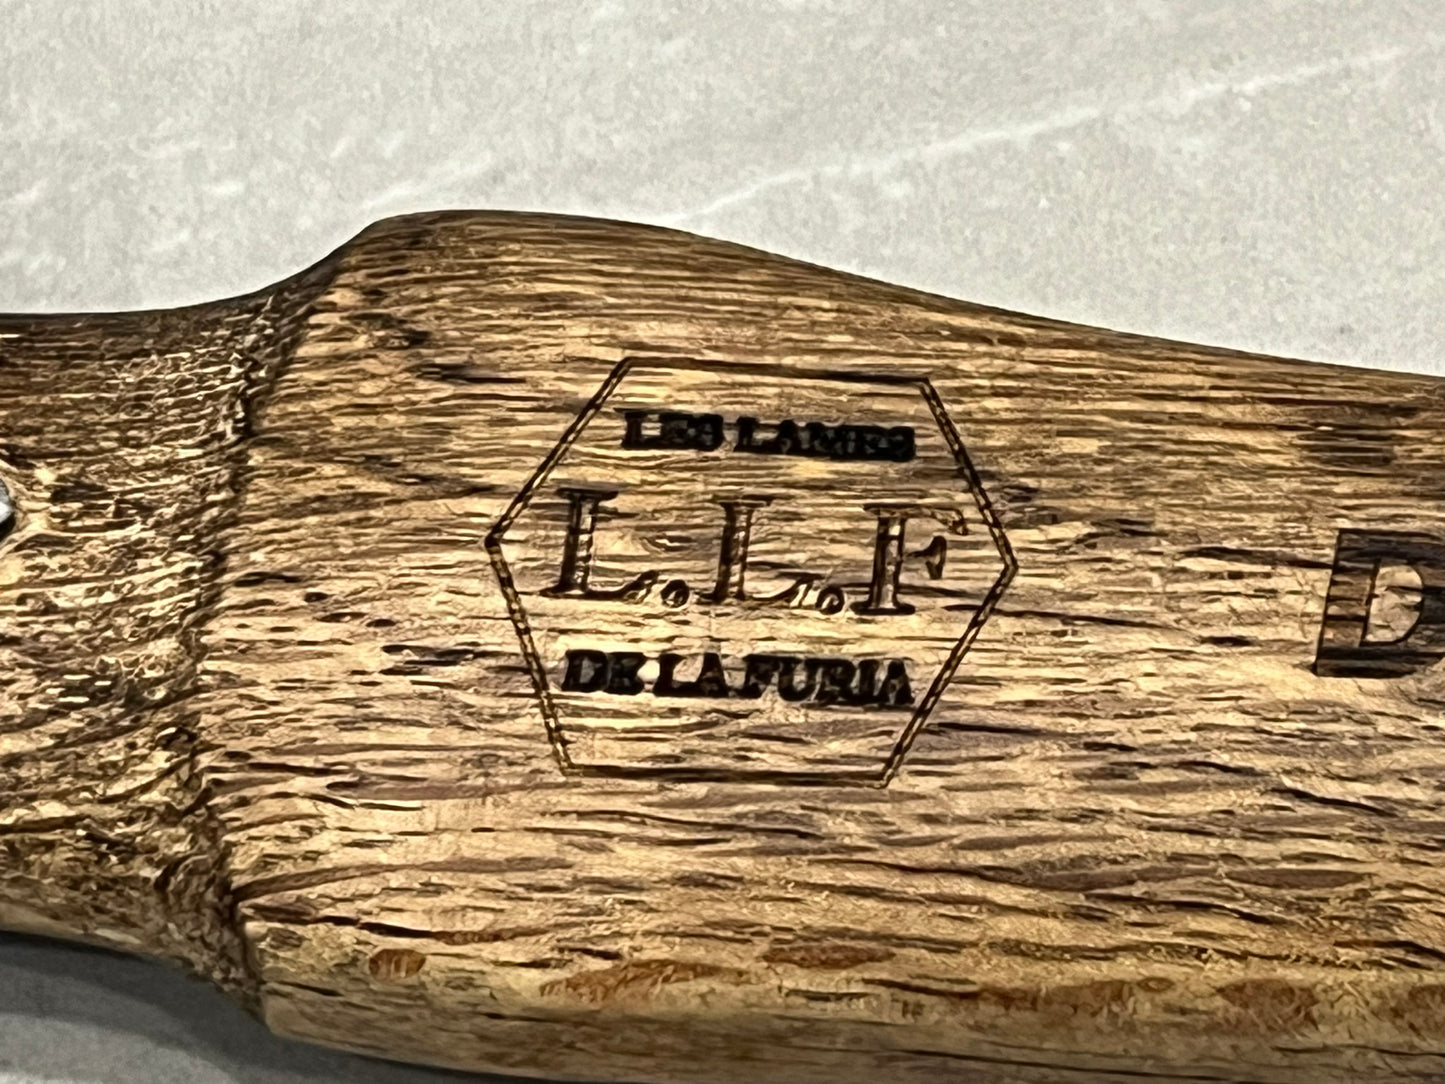 LES LAMES
L.L.F
DE LA FURIA
D